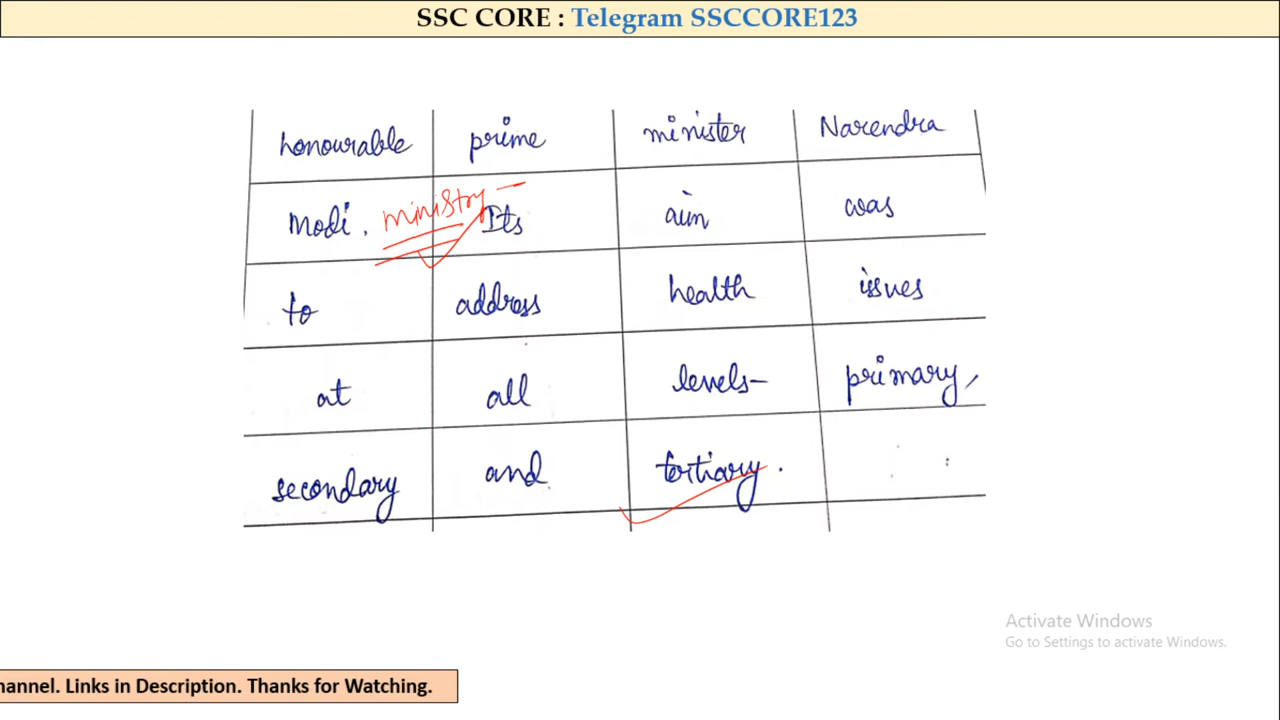 SSC CORE : Telegram SSCCORE123
honourable prime minister Narendra
Modi. ministry - Its aim was
to address health issues
at all levels- primary,
secondary and tertiary.
Activate Windows
Go to Settings to activate Windows.
hannel. Links in Description. Thanks for Watching.